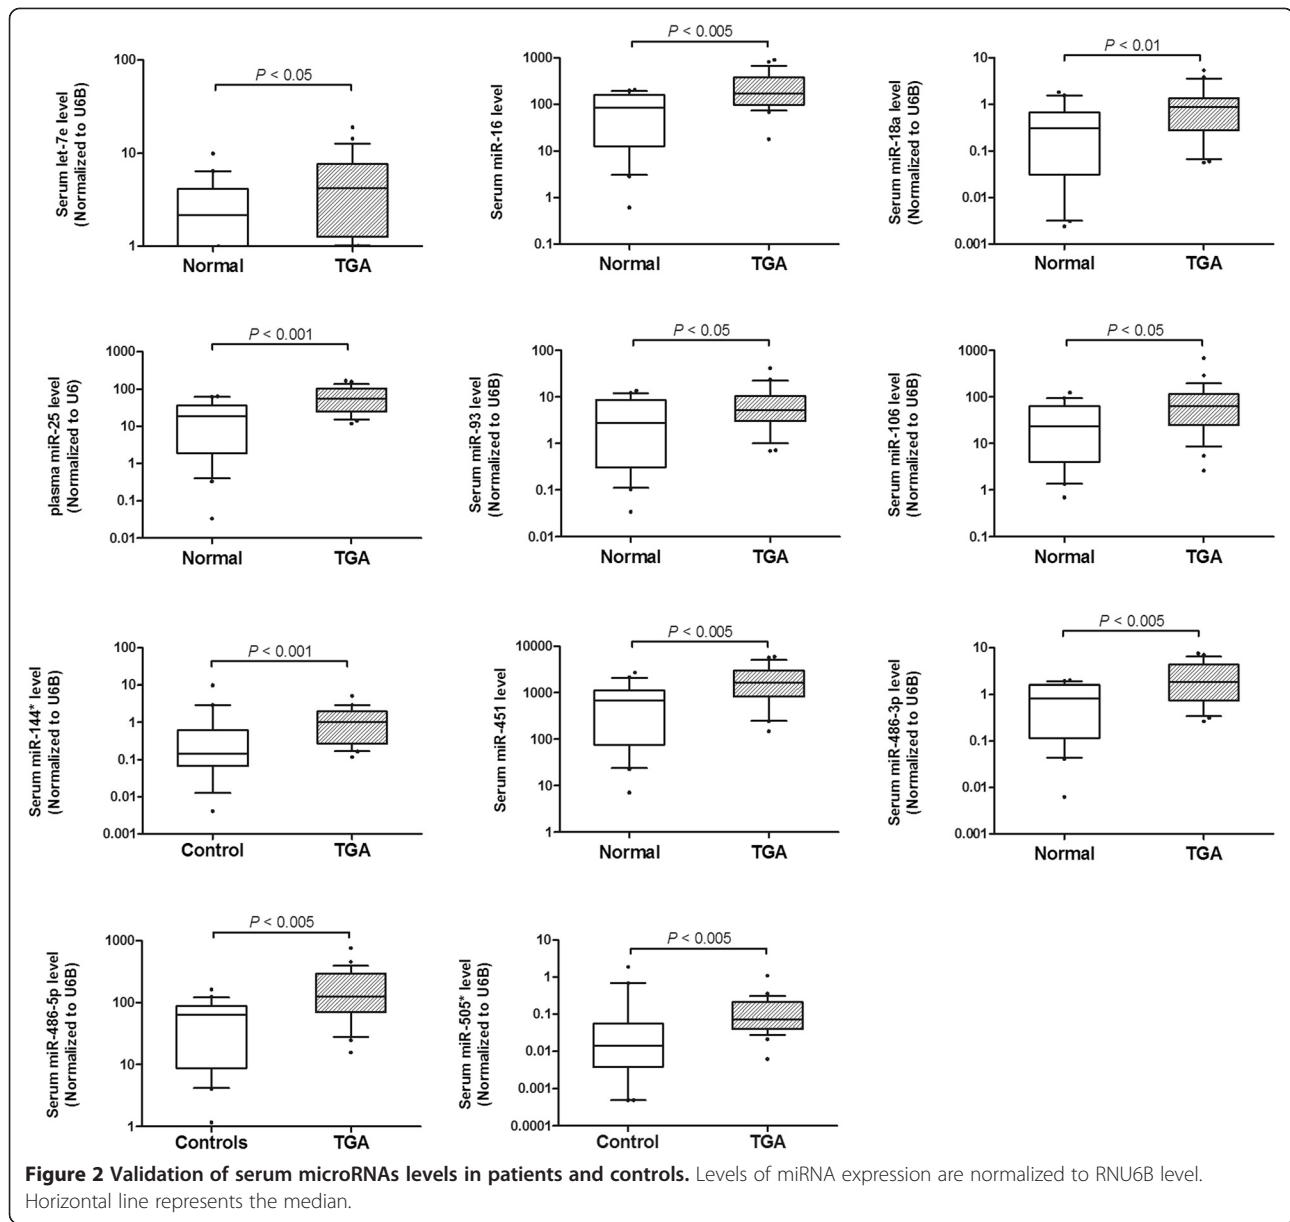 P < 0.05
Serum let-7e level
(Normalized to U6B)
100
10
1
Normal
TGA
P < 0.005
Serum miR-16 level
1000
100
10
1
0.1
Normal
TGA
P < 0.01
Serum miR-18a level
(Normalized to U6B)
10
1
0.1
0.01
0.001
Normal
TGA
P < 0.001
plasma miR-25 level
(Normalized to U6)
1000
100
10
1
0.1
0.01
Normal
TGA
P < 0.05
Serum miR-93 level
(Normalized to U6B)
100
10
1
0.1
0.01
Normal
TGA
P < 0.05
Serum miR-106 level
(Normalized to U6B)
1000
100
10
1
0.1
Normal
TGA
P < 0.001
Serum miR-144* level
(Normalized to U6B)
100
10
1
0.1
0.01
0.001
Control
TGA
P < 0.005
Serum miR-451 level
10000
1000
100
10
1
Normal
TGA
P < 0.005
Serum miR-486-3p level
(Normalized to U6B)
10
1
0.1
0.01
0.001
Normal
TGA
P < 0.005
Serum miR-486-5p level
(Normalized to U6B)
1000
100
10
1
Controls
TGA
P < 0.005
Serum miR-505* level
(Normalized to U6B)
10
1
0.1
0.01
0.001
0.0001
Control
TGA
Figure 2 Validation of serum microRNAs levels in patients and controls. Levels of miRNA expression are normalized to RNU6B level.
Horizontal line represents the median.